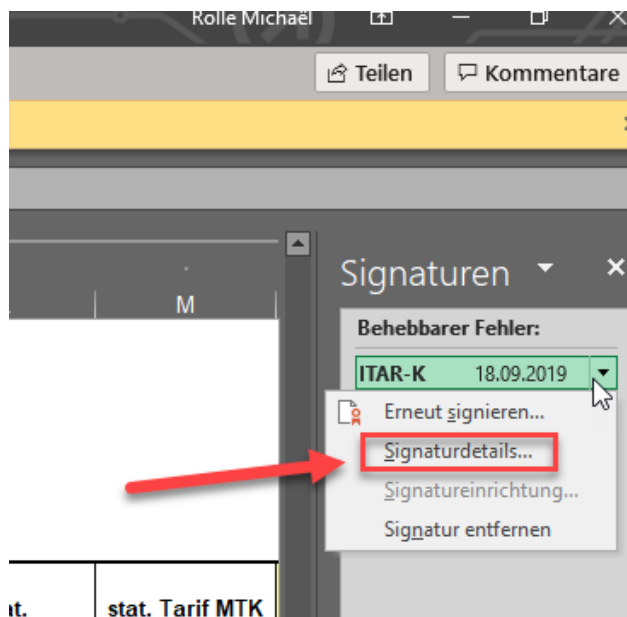 Rolle Michaël
Teilen
Kommentare
M
Signaturen
Behebbarer Fehler:
ITAR-K 18.09.2019
Erneut signieren...
Signaturdetails...
Signatureinrichtung...
Signatur entfernen
stat. Tarif MTK